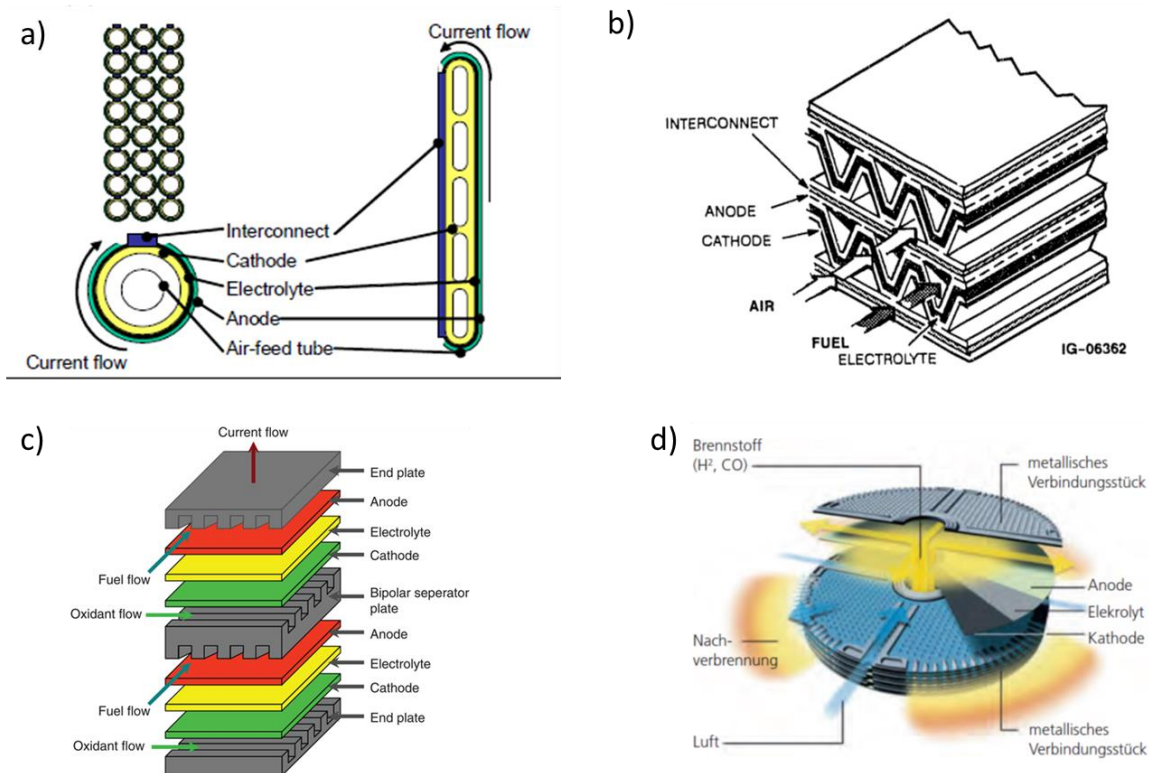 a)
Current flow
Interconnect
Cathode
Electrolyte
Anode
Air-feed tube
Current flow
b)
INTERCONNECT
ANODE
CATHODE
AIR
FUEL
ELECTROLYTE
IG-06362
c)
Current flow
End plate
Anode
Electrolyte
Cathode
Fuel flow
Bipolar seperator
plate
Oxidant flow
Anode
Electrolyte
Cathode
Fuel flow
End plate
Oxidant flow
d)
Brennstoff
(H², CO)
metallisches
Verbindungsstück
Anode
Elekrolyt
Kathode
Nach-
verbrennung
Luft
metallisches
Verbindungsstück